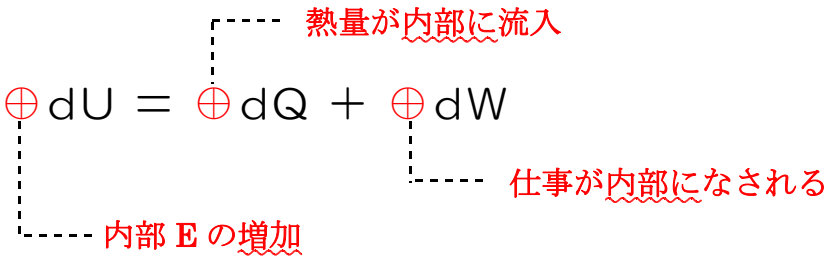 熱量が内部に流入
⊕dU = ⊕dQ + ⊕dW
仕事が内部になされる
内部 E の増加